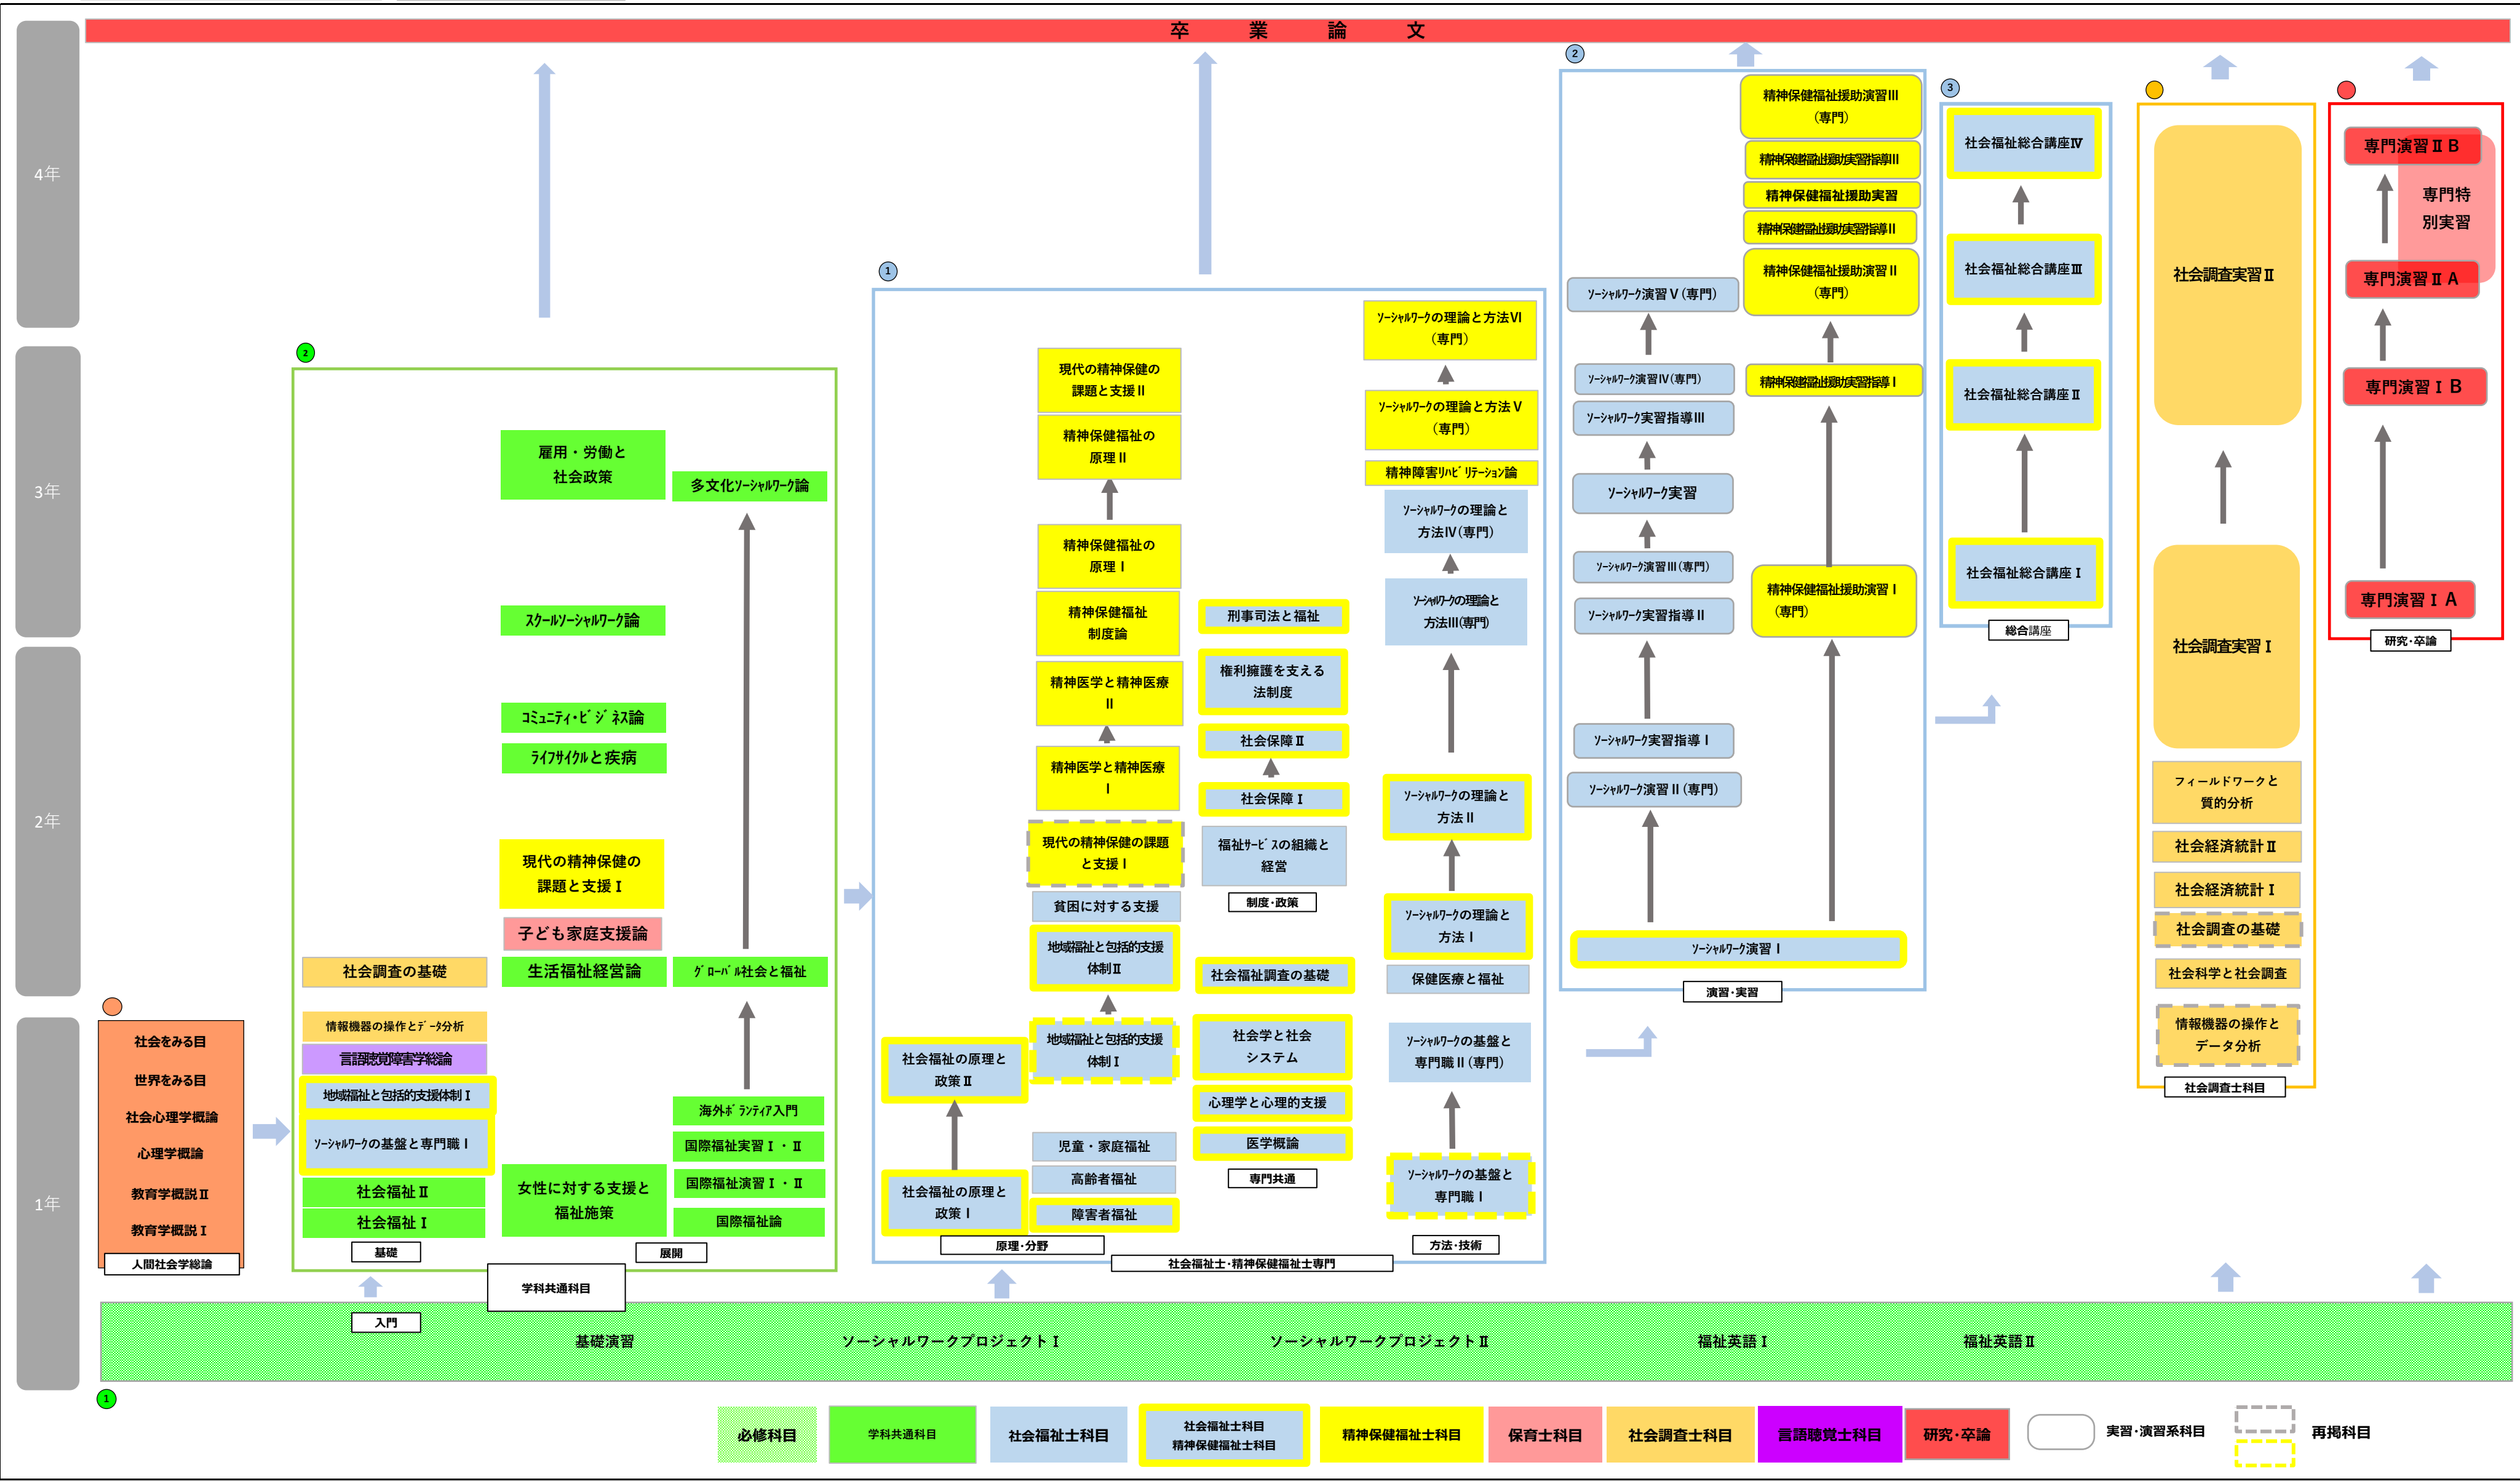 卒　業　論　文
4年
3年
2年
1年
社会をみる目
世界をみる目
社会心理学概論
心理学概論
教育学概説Ⅱ
教育学概説Ⅰ
人間社会学総論
2
雇用・労働と
社会政策
多文化ｿｰｼｬﾙﾜｰｸ論
ｽｸｰﾙｿｰｼｬﾙﾜｰｸ論
ｺﾐｭﾆﾃｨ･ﾋﾞｼﾞﾈｽ論
ﾗｲﾌｻｲｸﾙと疾病
現代の精神保健の
課題と支援Ⅰ
子ども家庭支援論
社会調査の基礎
生活福祉経営論
ｸﾞﾛｰﾊﾞﾙ社会と福祉
情報機器の操作とﾃﾞｰﾀ分析
言語聴覚障害学総論
地域福祉と包括的支援体制Ⅰ
ｿｰｼｬﾙﾜｰｸの基盤と専門職Ⅰ
社会福祉Ⅱ
社会福祉Ⅰ
基礎
女性に対する支援と
福祉施策
海外ﾎﾞﾗﾝﾃｨｱ入門
国際福祉実習Ⅰ・Ⅱ
国際福祉演習Ⅰ・Ⅱ
国際福祉論
展開
学科共通科目
1
現代の精神保健の
課題と支援Ⅱ
精神保健福祉の
原理Ⅱ
精神保健福祉の
原理Ⅰ
精神保健福祉
制度論
精神医学と精神医療
Ⅱ
精神医学と精神医療
Ⅰ
現代の精神保健の課題
と支援Ⅰ
貧困に対する支援
地域福祉と包括的支援
体制Ⅱ
地域福祉と包括的支援
体制Ⅰ
社会福祉の原理と
政策Ⅱ
社会福祉の原理と
政策Ⅰ
児童・家庭福祉
高齢者福祉
障害者福祉
原理･分野
刑事司法と福祉
権利擁護を支える
法制度
社会保障Ⅱ
社会保障Ⅰ
福祉ｻｰﾋﾞｽの組織と
経営
制度･政策
社会福祉調査の基礎
社会学と社会
システム
心理学と心理的支援
医学概論
専門共通
ｿｰｼｬﾙﾜｰｸの理論と方法Ⅵ
（専門）
ｿｰｼｬﾙﾜｰｸの理論と方法Ⅴ
（専門）
精神障害ﾘﾊﾋﾞﾘﾃｰｼｮﾝ論
ｿｰｼｬﾙﾜｰｸの理論と
方法Ⅳ(専門)
ｿｰｼｬﾙﾜｰｸの理論と
方法Ⅲ(専門)
ｿｰｼｬﾙﾜｰｸの理論と
方法Ⅱ
ｿｰｼｬﾙﾜｰｸの理論と
方法Ⅰ
保健医療と福祉
ｿｰｼｬﾙﾜｰｸの基盤と
専門職Ⅱ(専門)
ｿｰｼｬﾙﾜｰｸの基盤と
専門職Ⅰ
方法･技術
社会福祉士･精神保健福祉士専門
2
精神保健福祉援助演習Ⅲ
（専門）
精神保健福祉援助実習指導Ⅲ
精神保健福祉援助実習
精神保健福祉援助実習指導Ⅱ
精神保健福祉援助演習Ⅱ
（専門）
精神保健福祉援助実習指導Ⅰ
精神保健福祉援助演習Ⅰ
（専門）
ｿｰｼｬﾙﾜｰｸ演習Ⅴ(専門)
ｿｰｼｬﾙﾜｰｸ演習Ⅳ(専門)
ｿｰｼｬﾙﾜｰｸ実習指導Ⅲ
ｿｰｼｬﾙﾜｰｸ実習
ｿｰｼｬﾙﾜｰｸ演習Ⅲ(専門)
ｿｰｼｬﾙﾜｰｸ実習指導Ⅱ
ｿｰｼｬﾙﾜｰｸ実習指導Ⅰ
ｿｰｼｬﾙﾜｰｸ演習Ⅱ(専門)
ｿｰｼｬﾙﾜｰｸ演習Ⅰ
演習･実習
3
社会福祉総合講座Ⅳ
社会福祉総合講座Ⅲ
社会福祉総合講座Ⅱ
社会福祉総合講座Ⅰ
総合講座
社会調査実習Ⅱ
社会調査実習Ⅰ
フィールドワークと
質的分析
社会経済統計Ⅱ
社会経済統計Ⅰ
社会調査の基礎
社会科学と社会調査
情報機器の操作と
データ分析
社会調査士科目
専門演習ⅡB
専門特
別実習
専門演習ⅡA
専門演習ⅠB
専門演習ⅠA
研究･卒論
入門
基礎演習
ソーシャルワークプロジェクトⅠ
ソーシャルワークプロジェクトⅡ
福祉英語Ⅰ
福祉英語Ⅱ
1
必修科目
学科共通科目
社会福祉士科目
社会福祉士科目
精神保健福祉士科目
精神保健福祉士科目
保育士科目
社会調査士科目
言語聴覚士科目
研究･卒論
実習･演習系科目
再掲科目